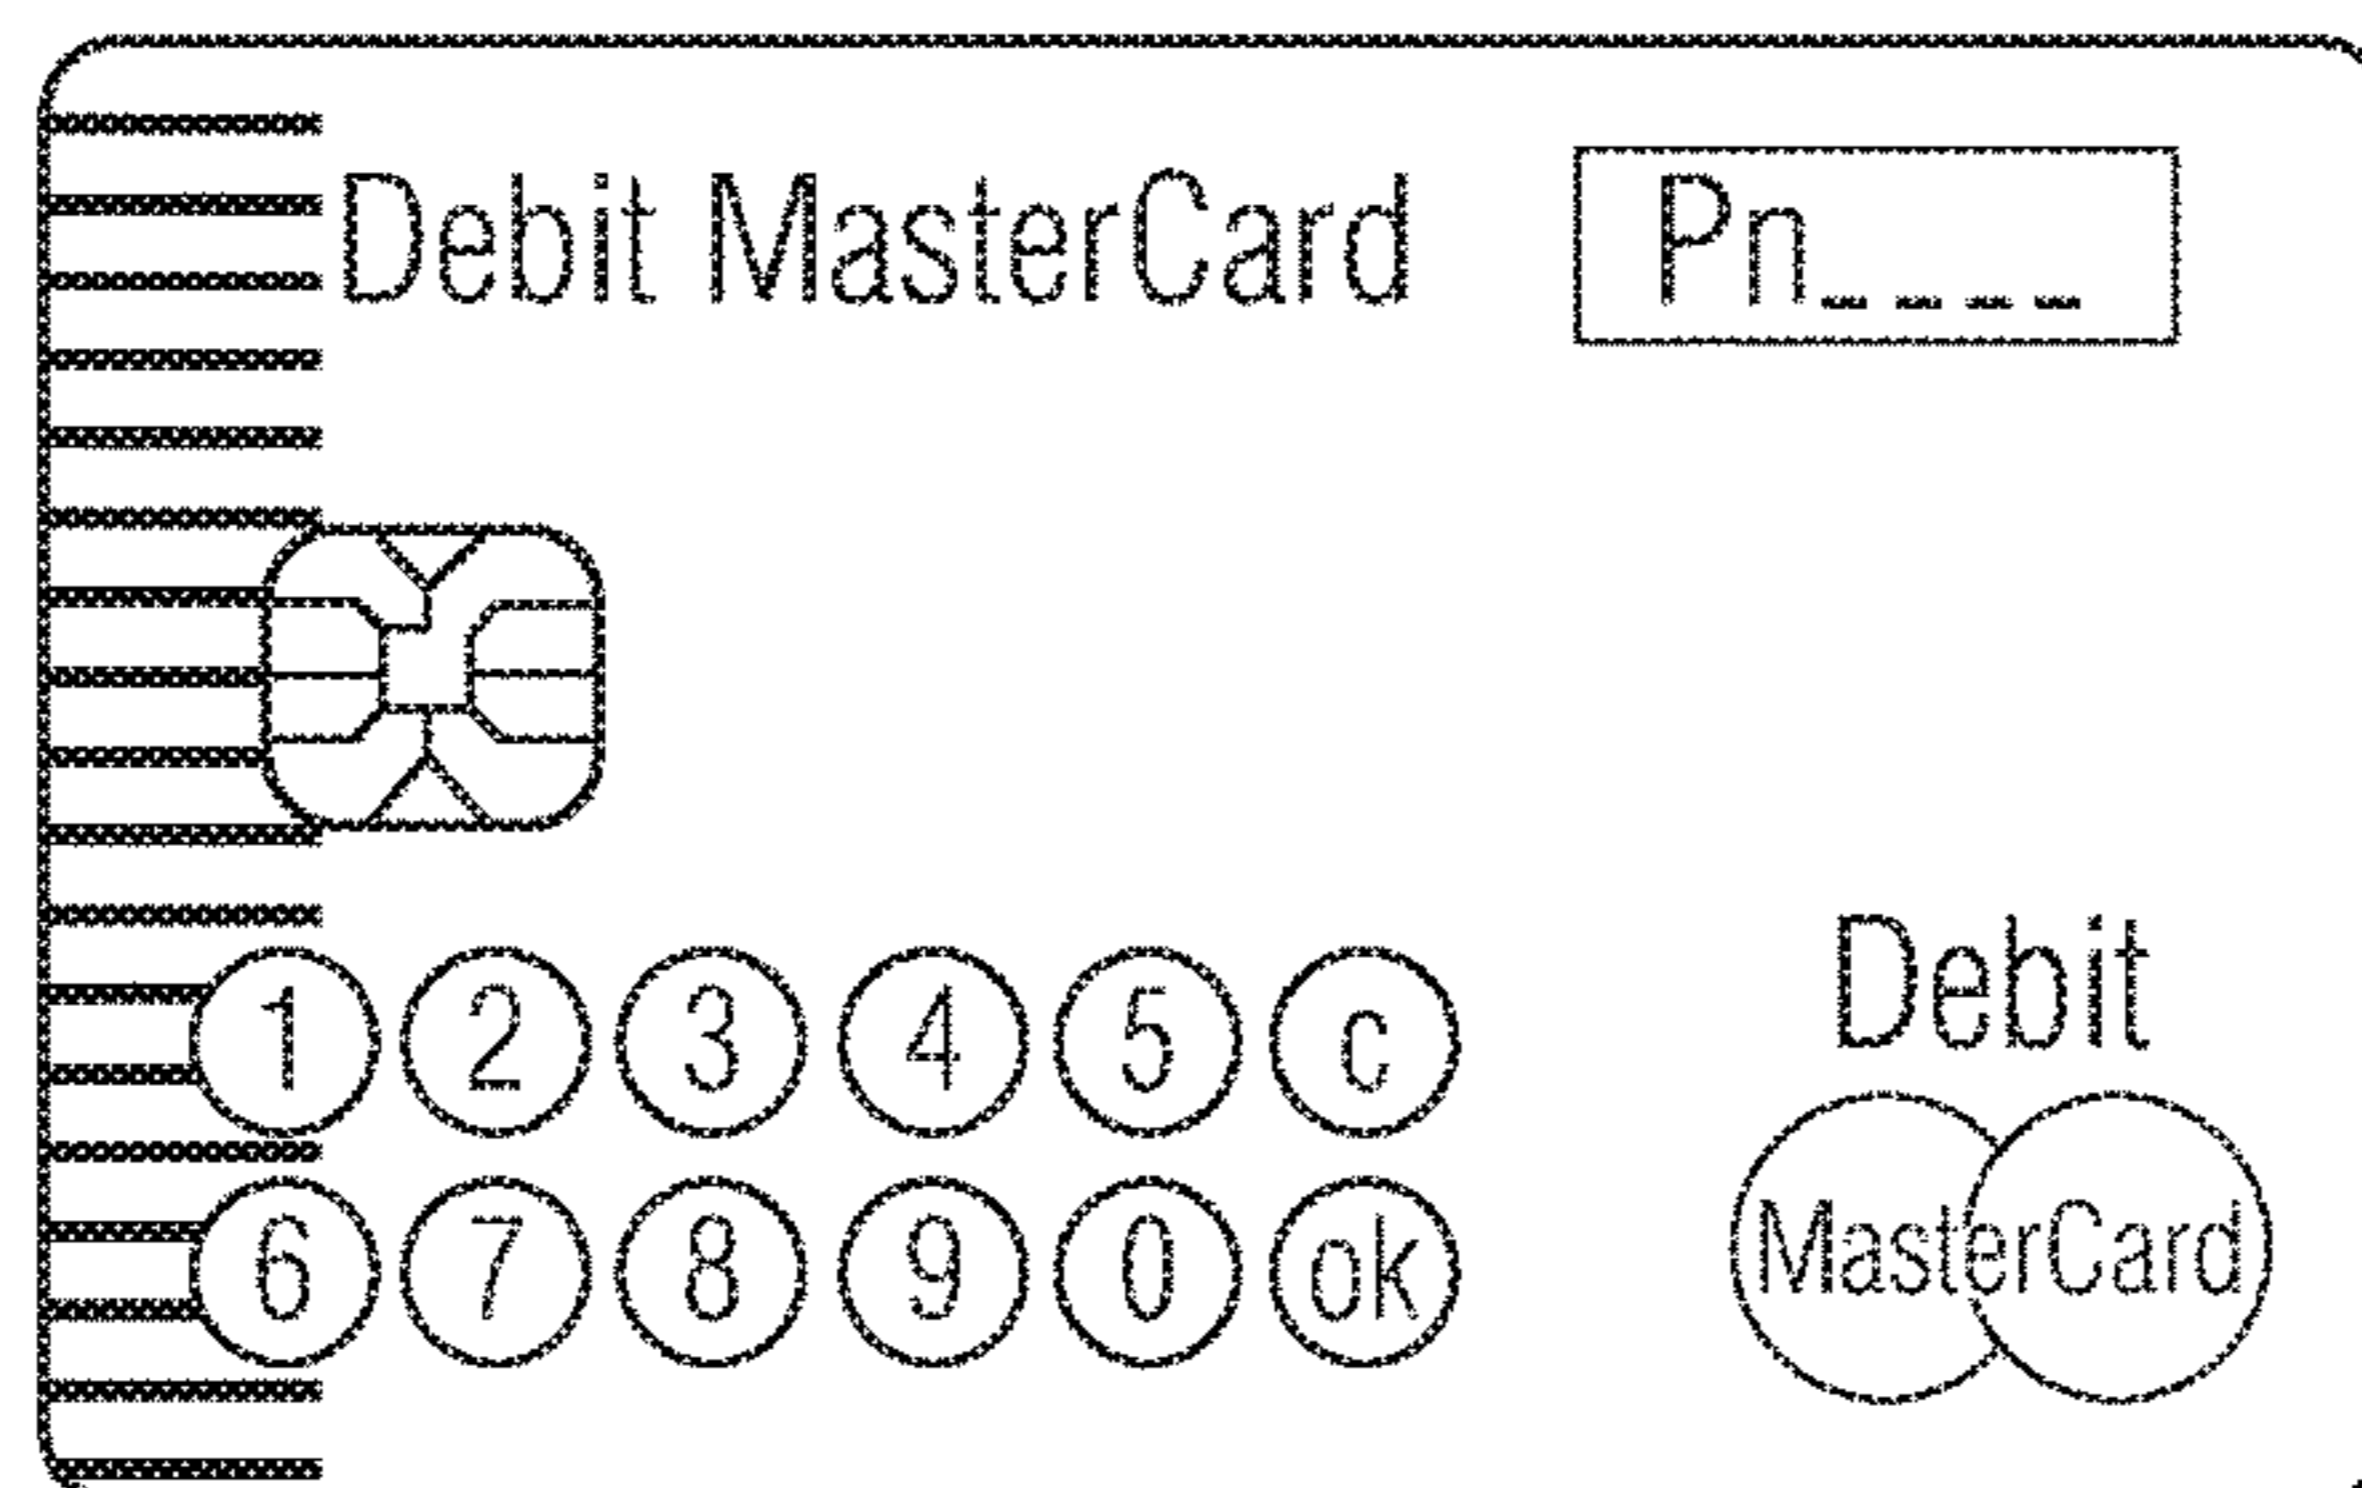 Debit MasterCard
Pn_ _ _ _
1 2 3 4 5 c
6 7 8 9 0 ok
Debit
MasterCard